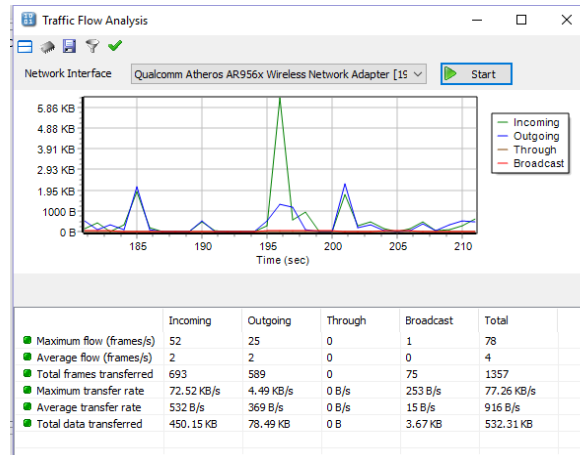 Traffic Flow Analysis
Network Interface Qualcomm Atheros AR956x Wireless Network Adapter [19 Start
5.86 KB
4.88 KB
3.91 KB
2.93 KB
1.95 KB
1000 B
0 B
Incoming
Outgoing
Through
Broadcast
185 190 195 200 205 210
Time (sec)
Incoming Outgoing Through Broadcast Total
Maximum flow (frames/s) 52 25 0 1 78
Average flow (frames/s) 2 2 0 0 4
Total frames transferred 693 589 0 75 1357
Maximum transfer rate 72.52 KB/s 4.49 KB/s 0 B/s 253 B/s 77.26 KB/s
Average transfer rate 532 B/s 369 B/s 0 B/s 15 B/s 916 B/s
Total data transferred 450.15 KB 78.49 KB 0 B 3.67 KB 532.31 KB